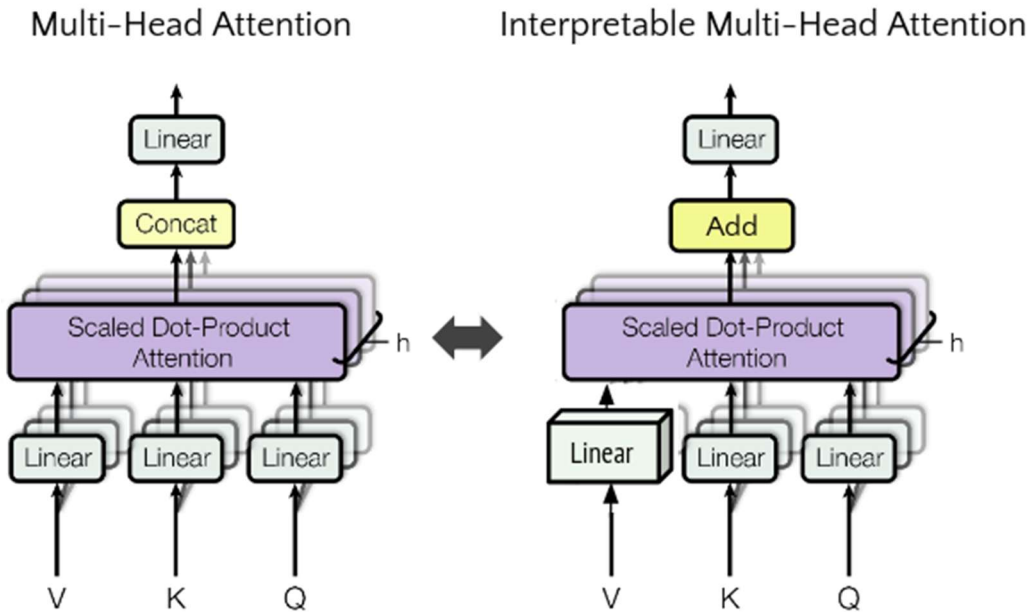 Multi-Head Attention
Linear
Concat
Scaled Dot-Product
Attention
h
Linear
Linear
Linear
V
K
Q
Interpretable Multi-Head Attention
Linear
Add
Scaled Dot-Product
Attention
h
Linear
Linear
Linear
V
K
Q